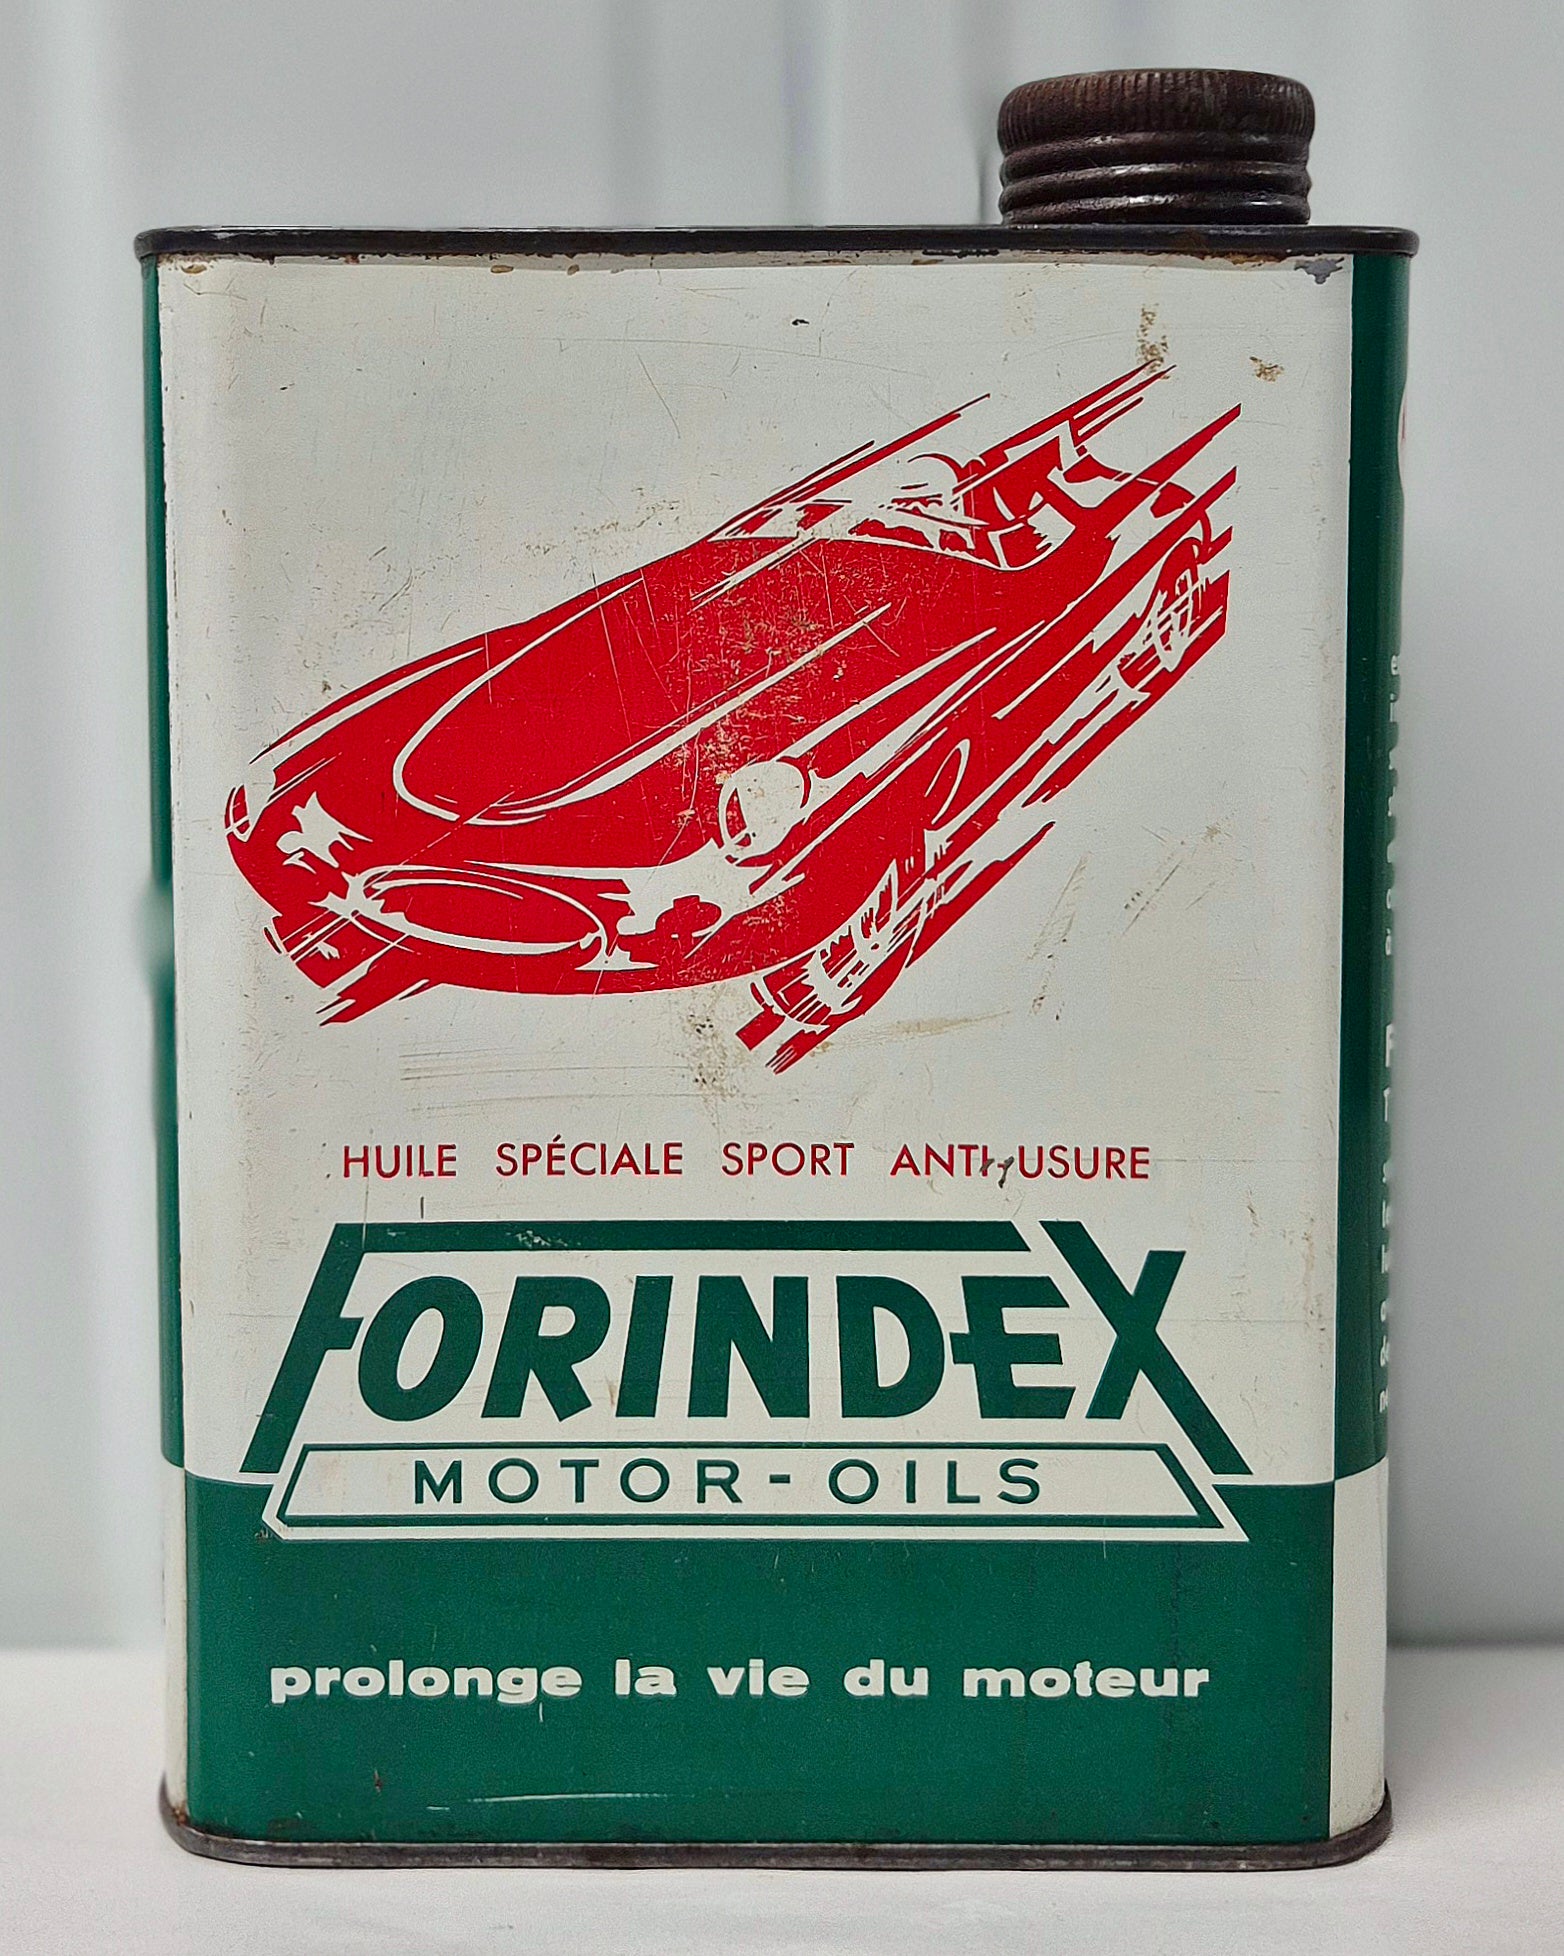 HUILE SPÉCIALE SPORT ANTI-USURE
FORINDEX
MOTOR-OILS
prolonge la vie du moteur